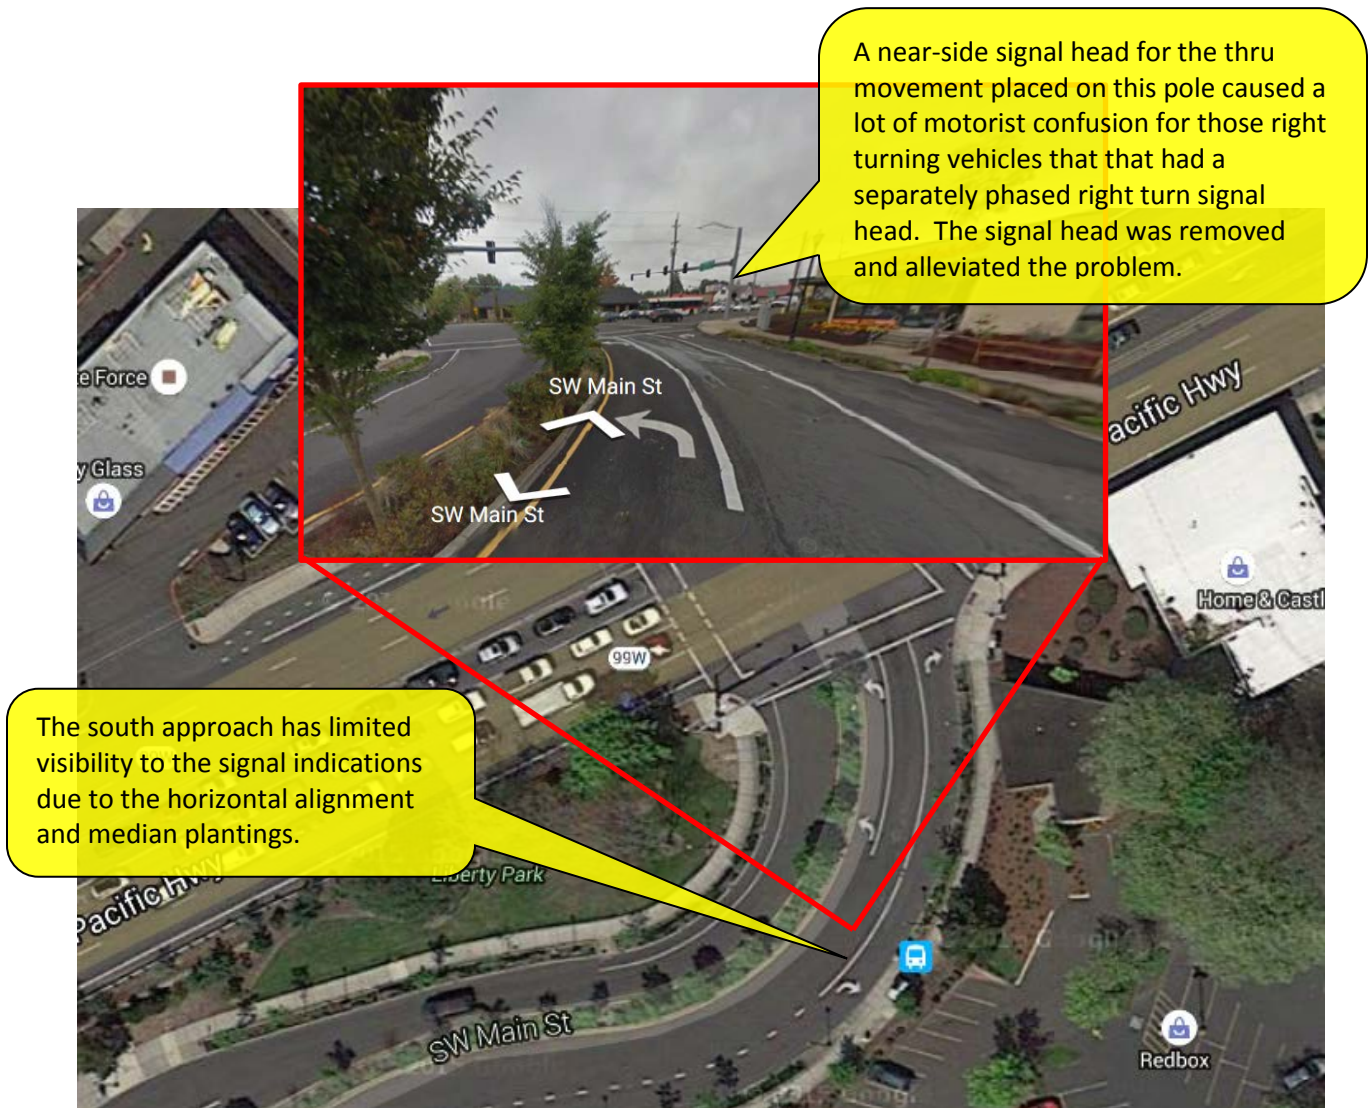 A near-side signal head for the thru
movement placed on this pole caused a
lot of motorist confusion for those right
turning vehicles that that had a
separately phased right turn signal
head.  The signal head was removed
and alleviated the problem.
SW Main St
SW Main St
e Force
y Glass
acific Hwy
Home & Castl
99W
The south approach has limited
visibility to the signal indications
due to the horizontal alignment
and median plantings.
Liberty Park
Pacific Hwy
SW Main St
Redbox